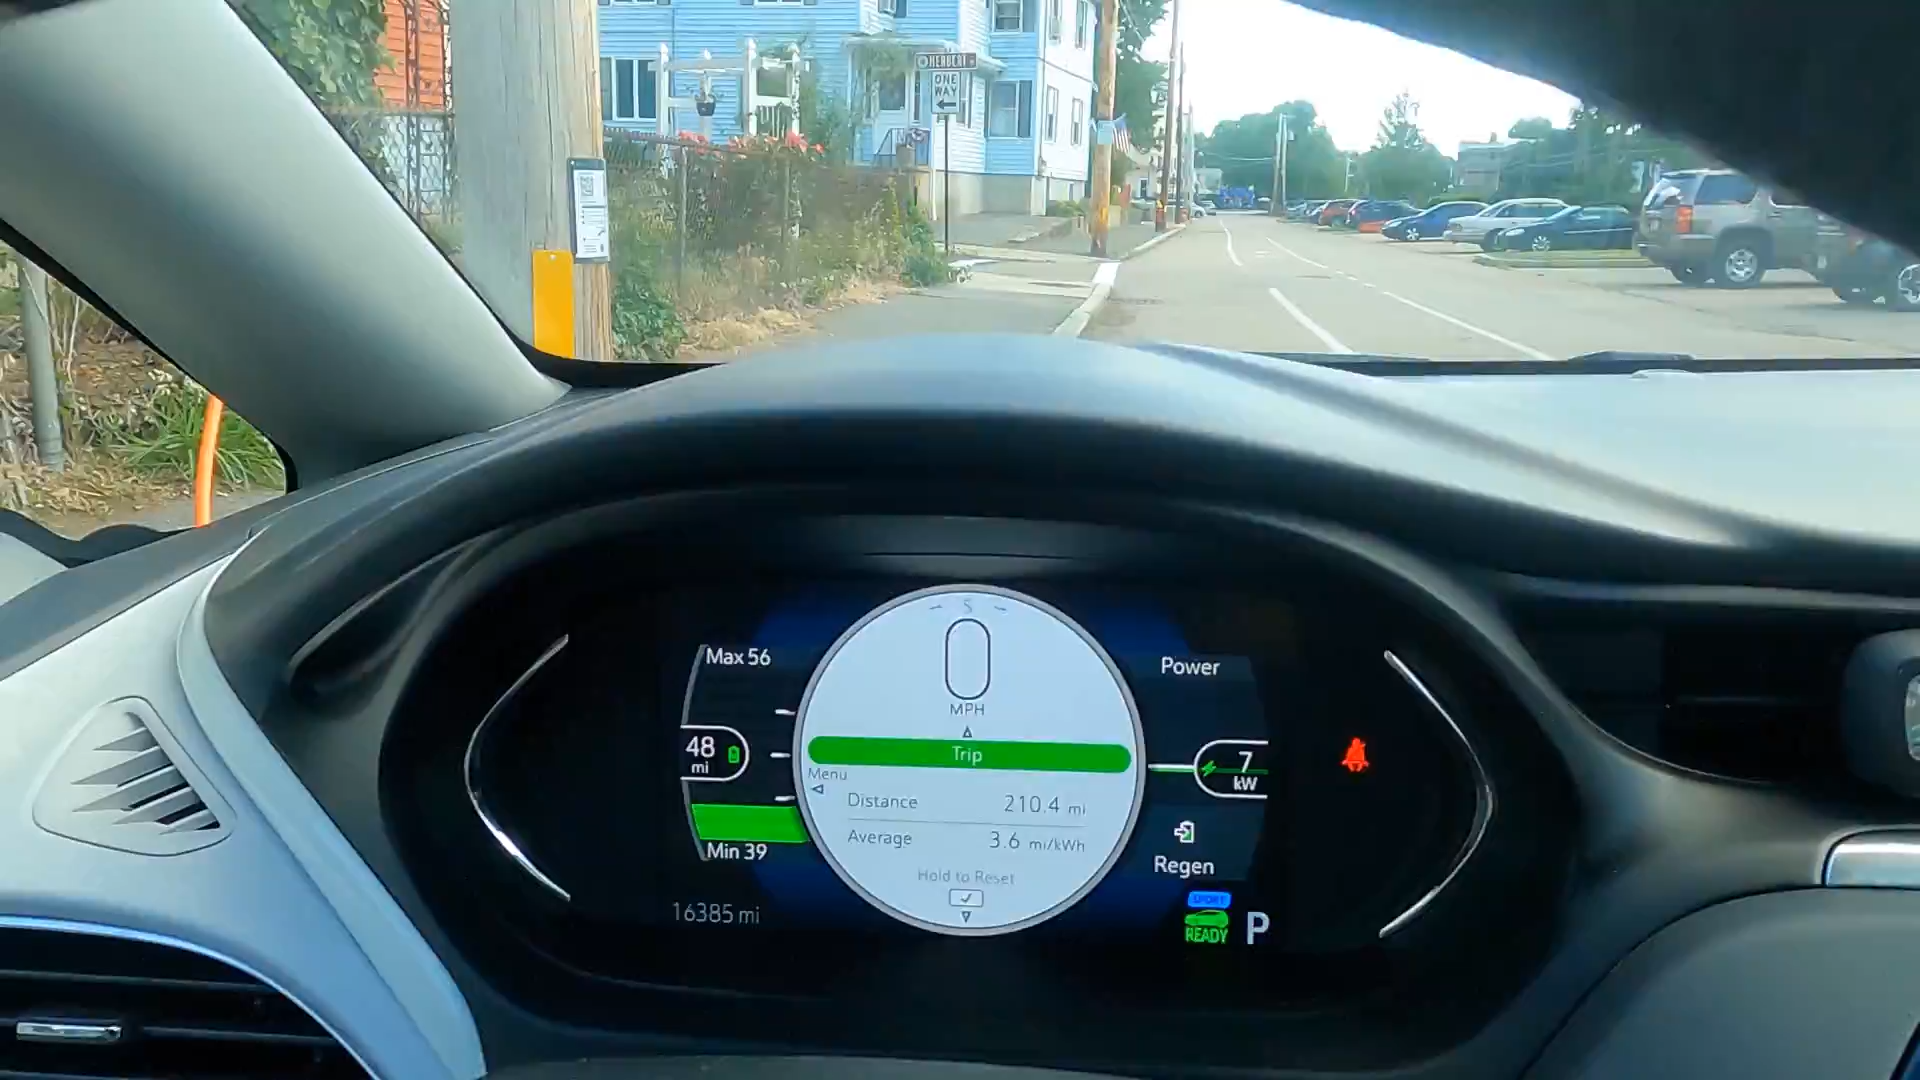 HERBERT
ONE
WAY
S
Max 56
0
MPH
Power
48
mi
Trip
7
kW
Menu
Distance 210.4 mi
Average 3.6 mi/kWh
Min 39
Regen
Hold to Reset
16385 mi
SPORT
READY
P